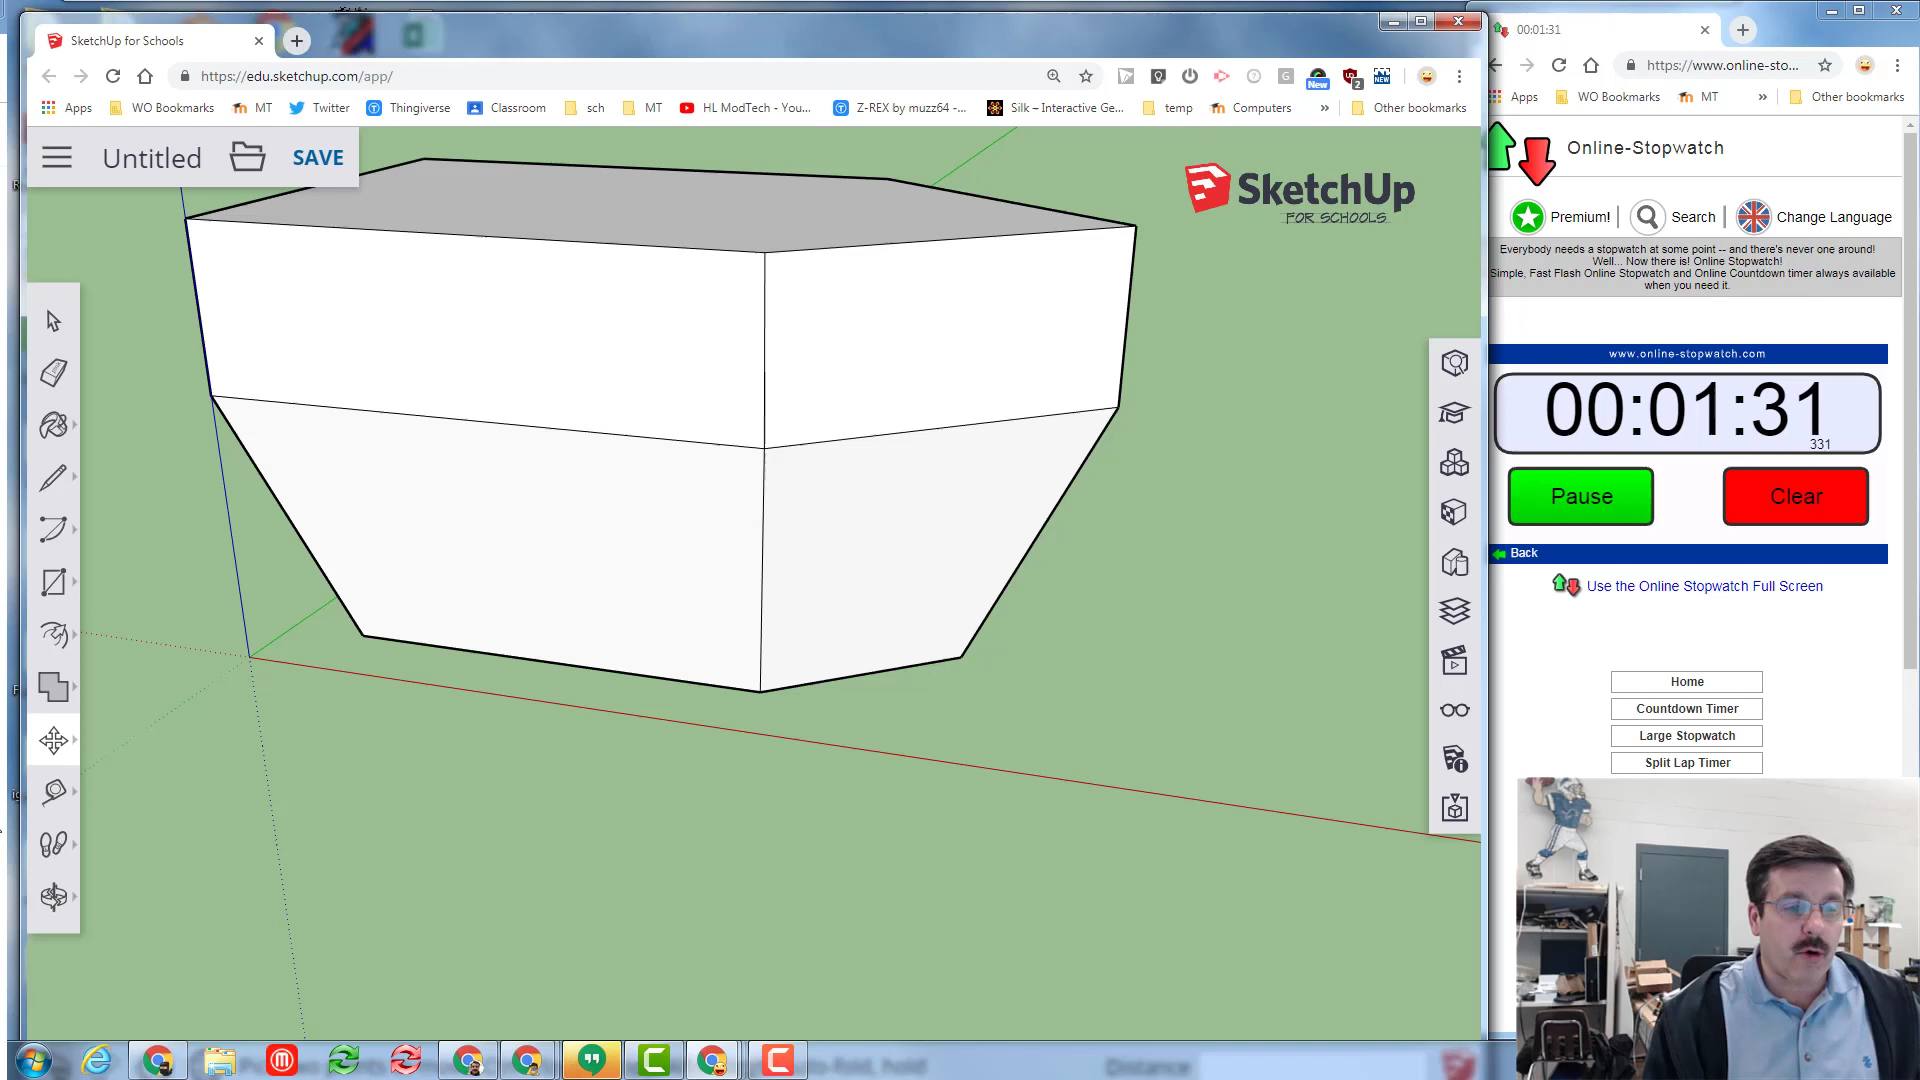 SketchUp for Schools
https://edu.sketchup.com/app/
Apps
WO Bookmarks
MT
Twitter
Thingiverse
Classroom
sch
MT
HL ModTech - You...
Z-REX by muzz64 -...
Silk – Interactive Ge...
temp
Computers
»
Other bookmarks
New
2
NEW
G
Untitled
SAVE
SketchUp
FOR SCHOOLS
00:01:31
https://www.online-sto...
Apps
WO Bookmarks
MT
»
Other bookmarks
Online-Stopwatch
Premium! |
Search |
Change Language
Everybody needs a stopwatch at some point -- and there's never one around!
Well... Now there is! Online Stopwatch!
Simple, Fast Flash Online Stopwatch and Online Countdown timer always available
when you need it.
www.online-stopwatch.com
00:01:31
331
Pause
Clear
Back
Use the Online Stopwatch Full Screen
Home
Countdown Timer
Large Stopwatch
Split Lap Timer
Distance